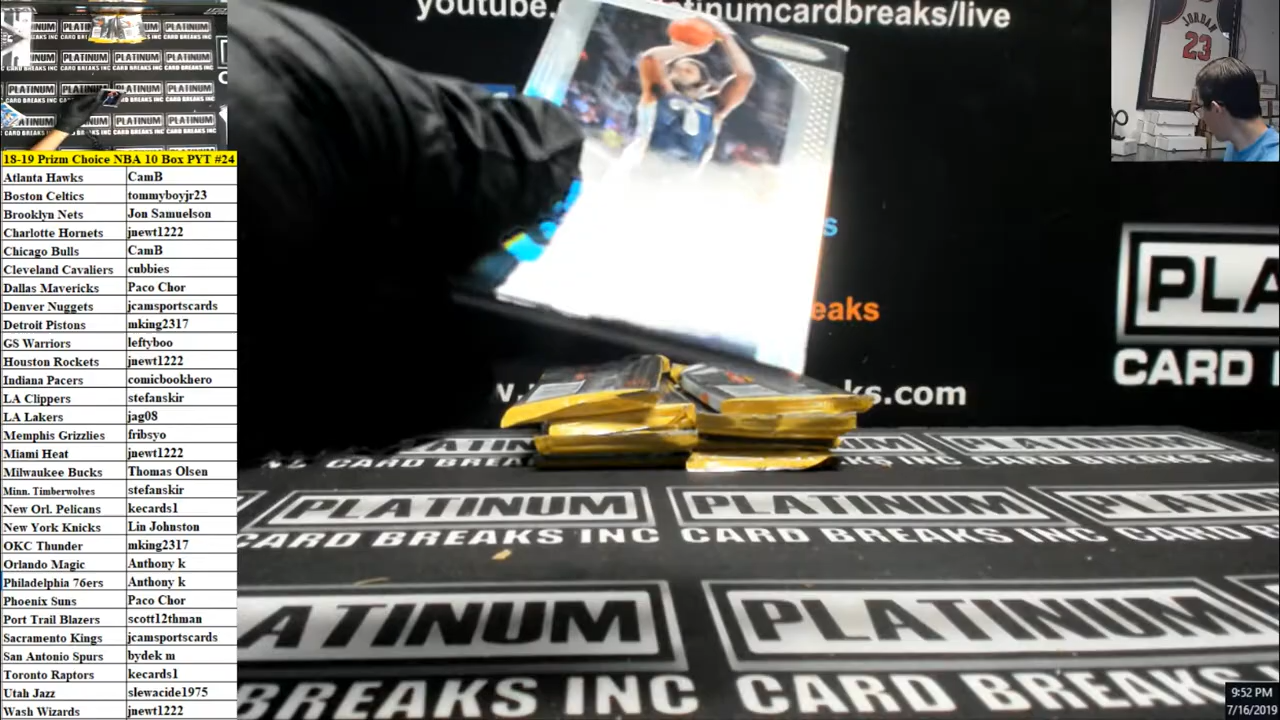 youtube.
tinumcardbreaks/live
18-19 Prizm Choice NBA 10 Box PYT #24
Atlanta Hawks CamB
Boston Celtics tommyboyjr23
Brooklyn Nets Jon Samuelson
Charlotte Hornets jnewt1222
Chicago Bulls CamB
Cleveland Cavaliers cubbies
Dallas Mavericks Paco Chor
Denver Nuggets jcamsportscards
Detroit Pistons mking2317
GS Warriors leftyboo
Houston Rockets jnewt1222
Indiana Pacers comicbookhero
LA Clippers stefanskir
LA Lakers jag08
Memphis Grizzlies fribsyo
Miami Heat jnewt1222
Milwaukee Bucks Thomas Olsen
Minn. Timberwolves stefanskir
New Orl. Pelicans kecards1
New York Knicks Lin Johnston
OKC Thunder mking2317
Orlando Magic Anthony k
Philadelphia 76ers Anthony k
Phoenix Suns Paco Chor
Port Trail Blazers scott12thman
Sacramento Kings jcamsportscards
San Antonio Spurs bydek m
Toronto Raptors kecards1
Utah Jazz slewacide1975
Wash Wizards jnewt1222
JORDAN
23
s
eaks
s.com
PLA
CARD
PLATINUM PLATINUM
CARD BREAKS INC CARD BREAKS INC CARD
ATINUM PLATINUM
BREAKS INC CARD BREAKS INC
9:52 PM
7/16/2019